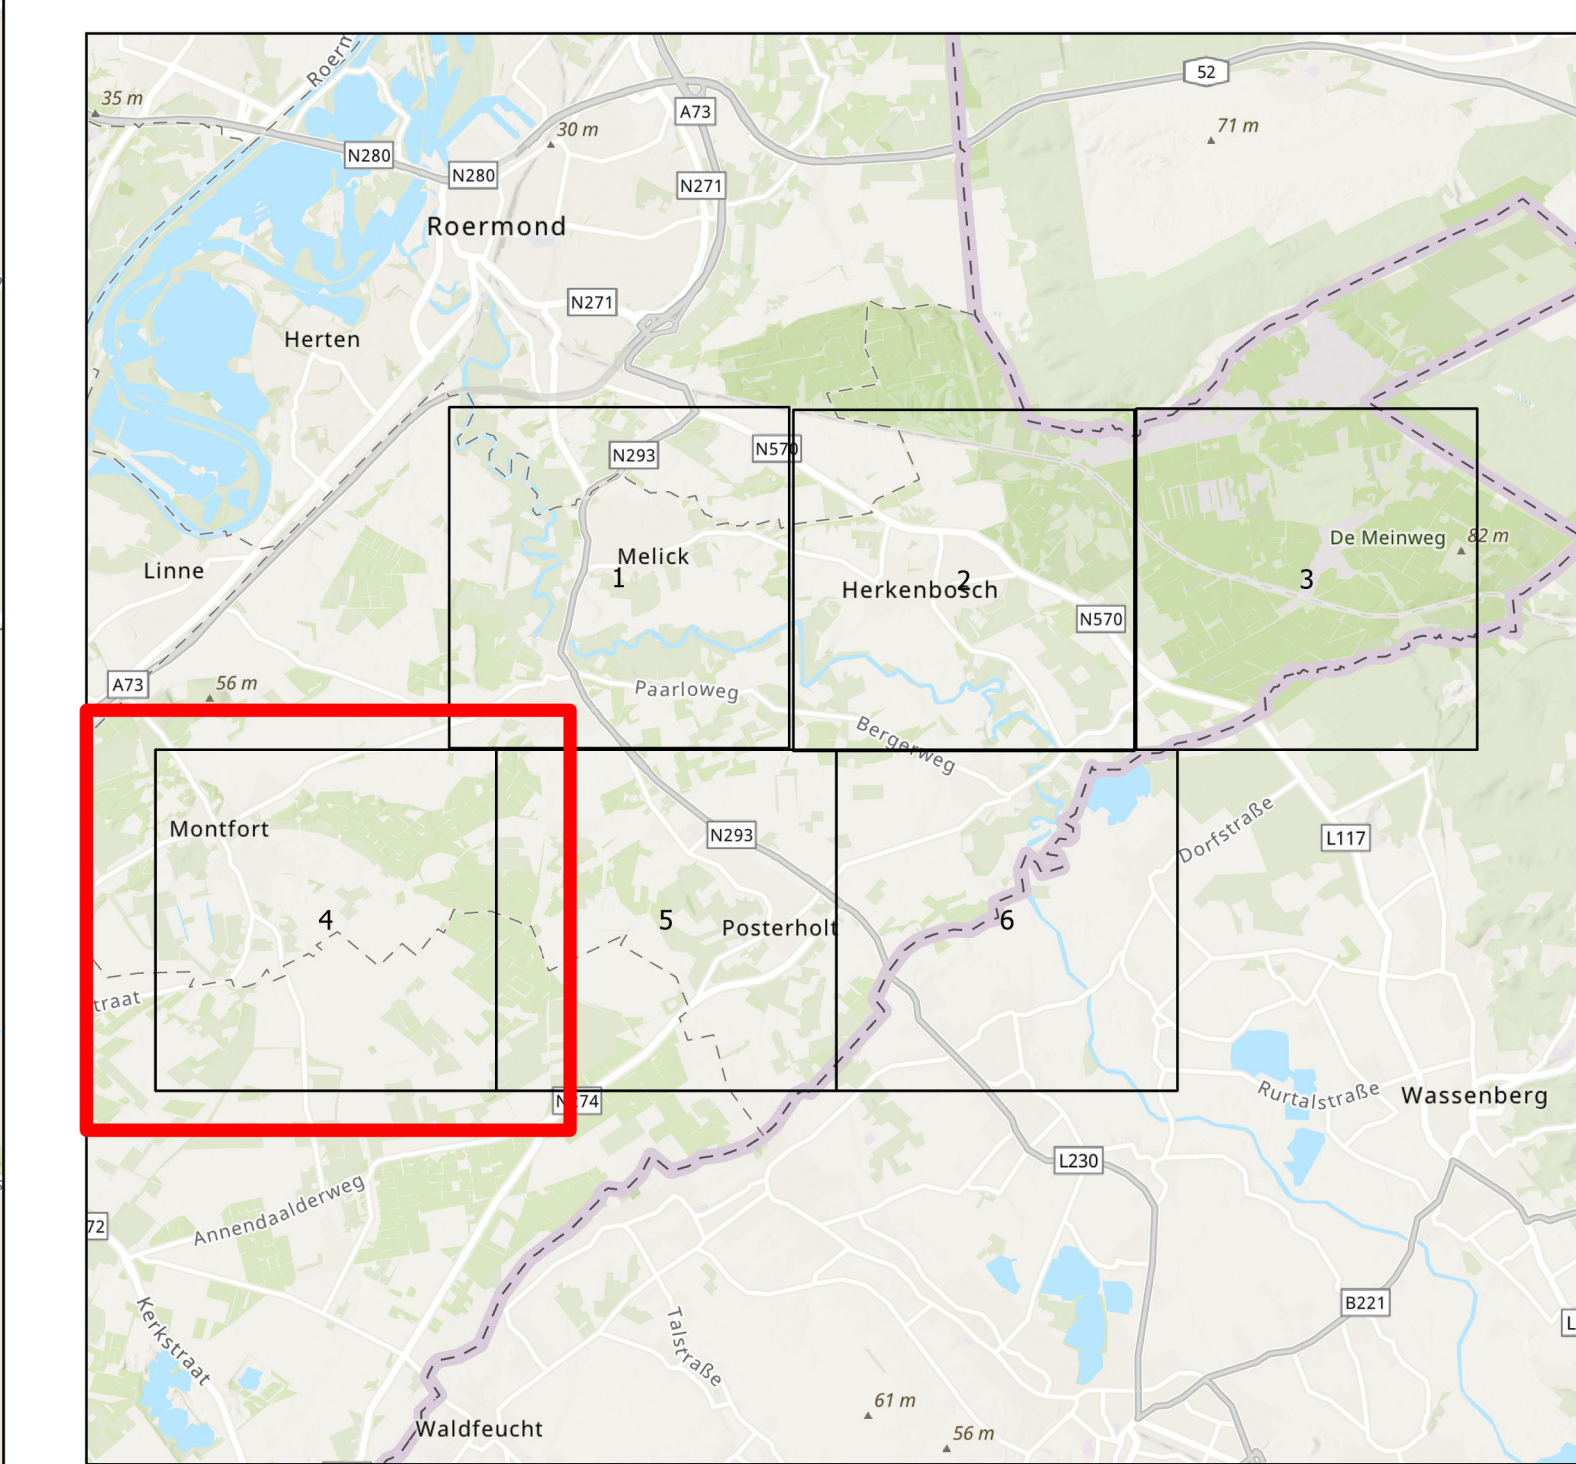 Roerm
35 m
52
A73
30 m
71 m
N280
N280
N271
Roermond
N271
Herten
N293
N570
De Meinweg
82 m
Melick
Linne
1
2
3
Herkenbosch
N570
A73
56 m
Paarloweg
Bergerweg
Montfort
N293
Dorfstraße
L117
4
5
6
Posterholt
traat
N274
Rurtalstraße
Wassenberg
L230
Annendaalderweg
72
B221
Kerkstraat
Talstraße
L
61 m
Waldfeucht
56 m